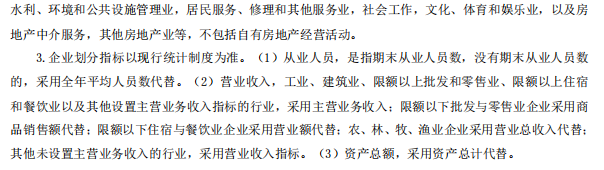 水利、环境和公共设施管理业，居民服务、修理和其他服务业，社会工作，文化、体育和娱乐业，以及房
地产中介服务，其他房地产业等，不包括自有房地产经营活动。
3.企业划分指标以现行统计制度为准。（1）从业人员，是指期末从业人员数，没有期末从业人员数
的，采用全年平均人员数代替。（2）营业收入，工业、建筑业、限额以上批发和零售业、限额以上住宿
和餐饮业以及其他设置主营业务收入指标的行业，采用主营业务收入；限额以下批发与零售业企业采用商
品销售额代替；限额以下住宿与餐饮业企业采用营业额代替；农、林、牧、渔业企业采用营业总收入代替；
其他未设置主营业务收入的行业，采用营业收入指标。（3）资产总额，采用资产总计代替。